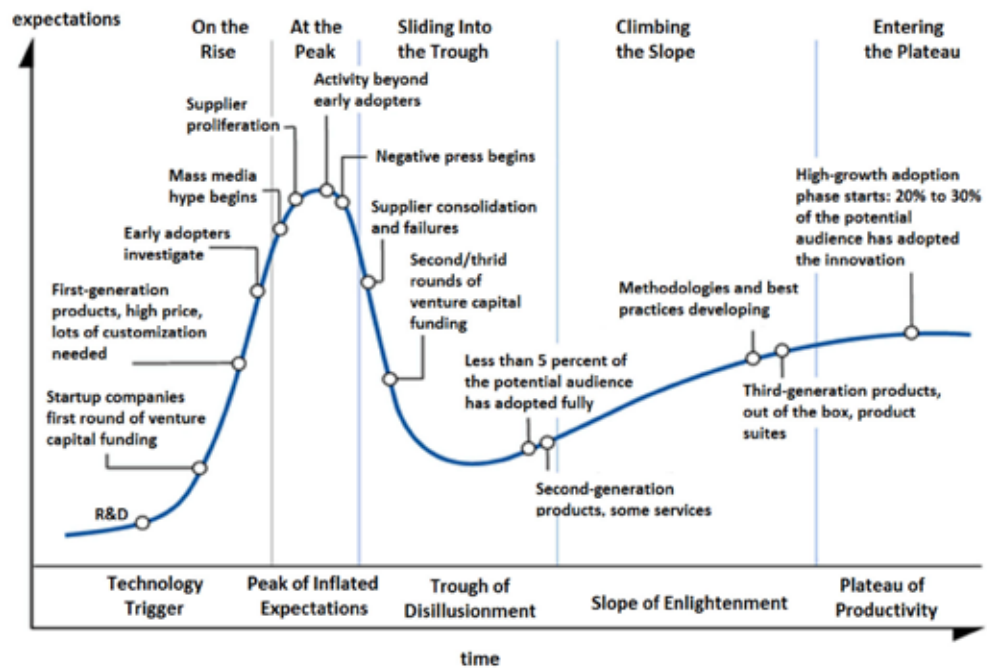 expectations
On the
Rise
At the
Peak
Sliding Into
the Trough
Climbing
the Slope
Entering
the Plateau
Activity beyond
early adopters
Supplier
proliferation
Negative press begins
Mass media
hype begins
High-growth adoption
phase starts: 20% to 30%
of the potential
audience has adopted
the innovation
Supplier consolidation
and failures
Early adopters
investigate
Second/thrid
rounds of
venture capital
funding
First-generation
products, high price,
lots of customization
needed
Methodologies and best
practices developing
Less than 5 percent of
the potential audience
has adopted fully
Startup companies
first round of venture
capital funding
Third-generation products,
out of the box, product
suites
Second-generation
products, some services
R&D
Technology
Trigger
Peak of Inflated
Expectations
Trough of
Disillusionment
Slope of Enlightenment
Plateau of
Productivity
time